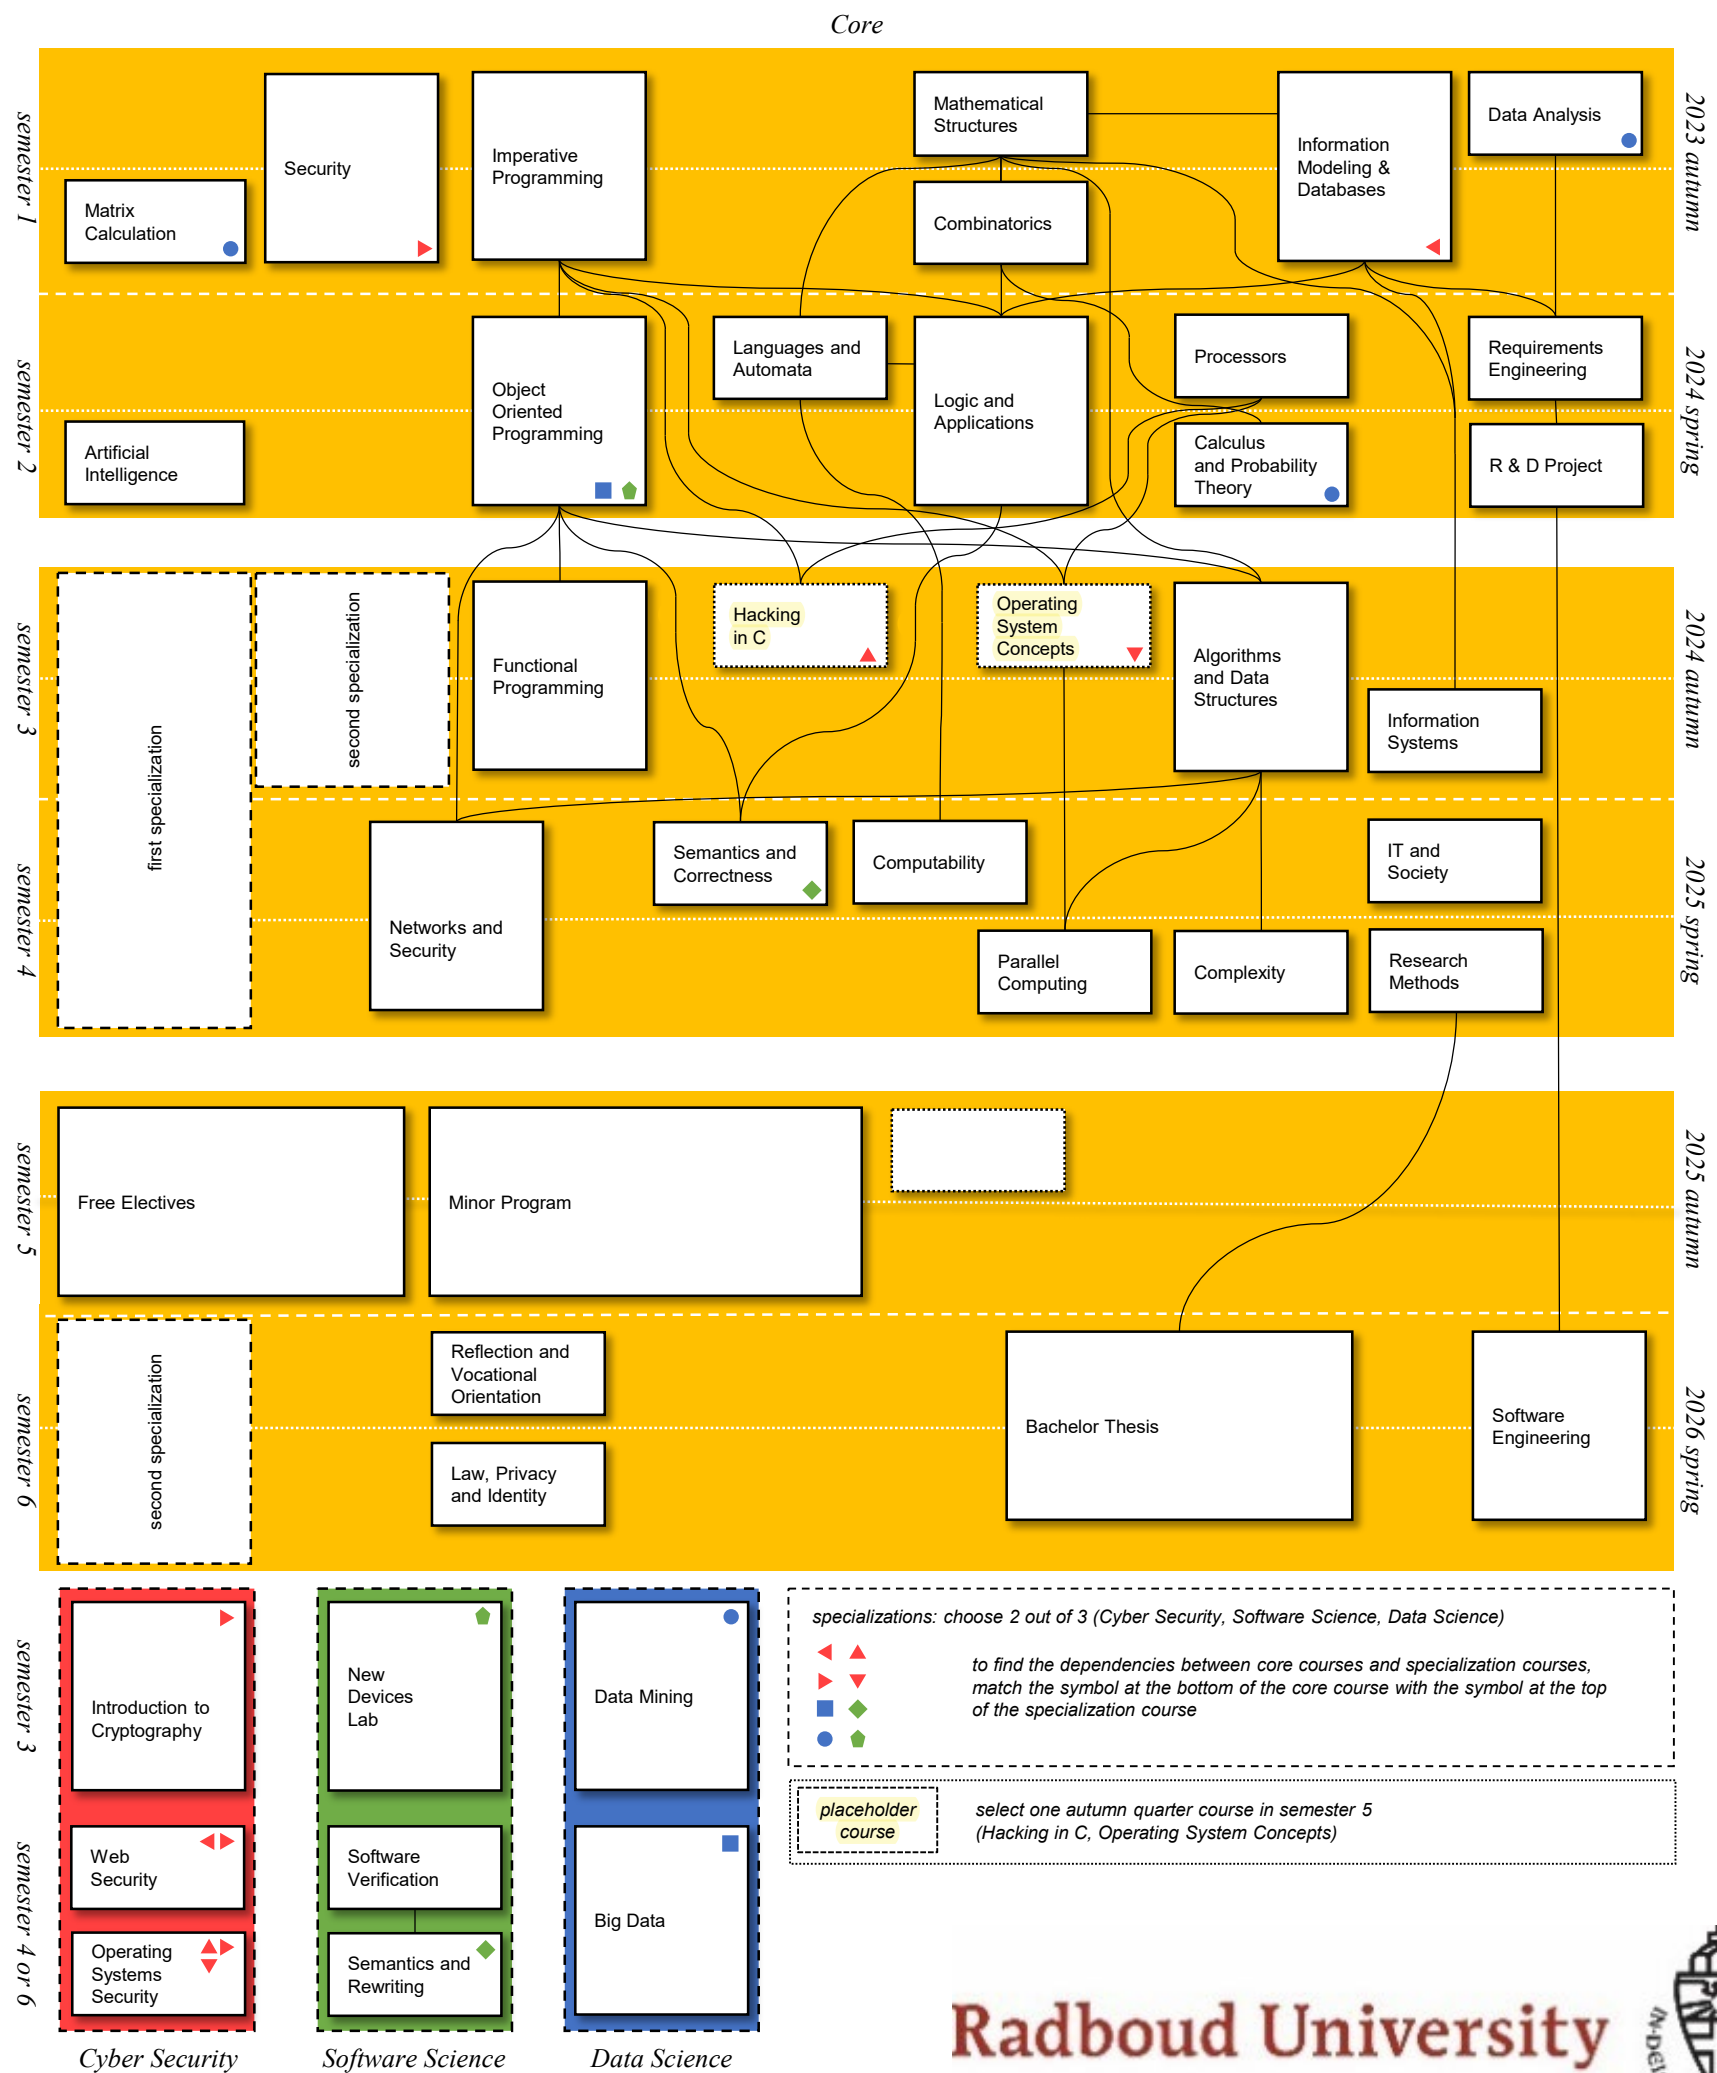 Core
semester 1
2023 autumn
Security
Imperative
Programming
Mathematical
Structures
Information
Modeling &
Databases
Data Analysis
Matrix
Calculation
Combinatorics
semester 2
2024 spring
Object
Oriented
Programming
Languages and
Automata
Logic and
Applications
Processors
Requirements
Engineering
Artificial
Intelligence
Calculus
and Probability
Theory
R & D Project
semester 3
2024 autumn
first specialization
second specialization
Functional
Programming
Hacking
in C
Operating
System
Concepts
Algorithms
and Data
Structures
Information
Systems
semester 4
2025 spring
Networks and
Security
Semantics and
Correctness
Computability
IT and
Society
Parallel
Computing
Complexity
Research
Methods
semester 5
2025 autumn
Free Electives
Minor Program
semester 6
2026 spring
second specialization
Reflection and
Vocational
Orientation
Law, Privacy
and Identity
Bachelor Thesis
Software
Engineering
semester 3
Introduction to
Cryptography
New
Devices
Lab
Data Mining
semester 4 or 6
Web
Security
Operating
Systems
Security
Software
Verification
Semantics and
Rewriting
Big Data
Cyber Security
Software Science
Data Science
specializations: choose 2 out of 3 (Cyber Security, Software Science, Data Science)
to find the dependencies between core courses and specialization courses,
match the symbol at the bottom of the core course with the symbol at the top
of the specialization course
placeholder
course
select one autumn quarter course in semester 5
(Hacking in C, Operating System Concepts)
Radboud University